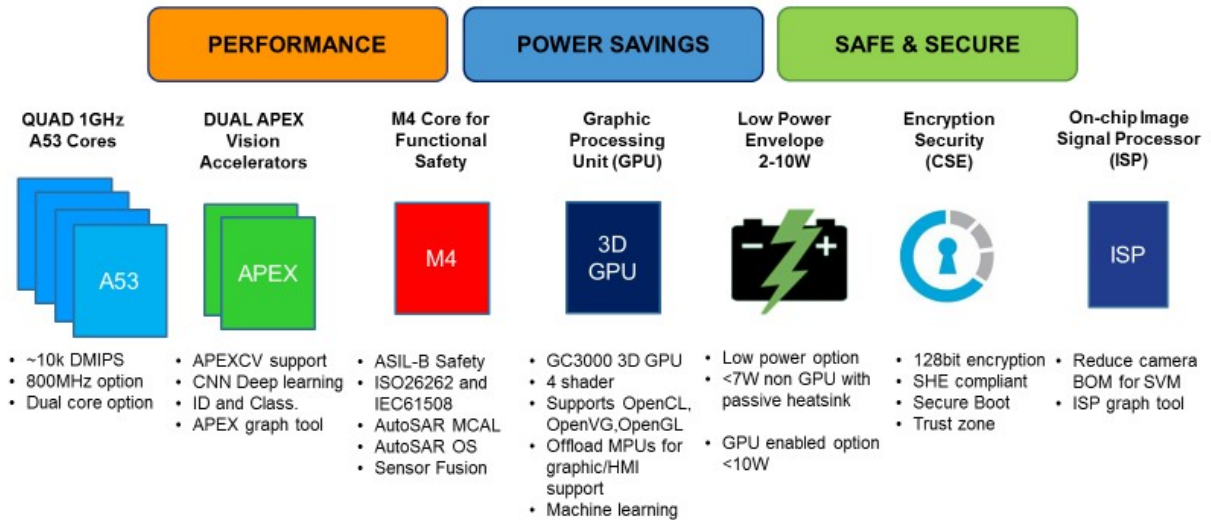 PERFORMANCE
POWER SAVINGS
SAFE & SECURE
QUAD 1GHz
A53 Cores
A53
• ~10k DMIPS
• 800MHz option
• Dual core option
DUAL APEX
Vision
Accelerators
APEX
• APEXCV support
• CNN Deep learning
• ID and Class.
• APEX graph tool
M4 Core for
Functional
Safety
M4
• ASIL-B Safety
• ISO26262 and
IEC61508
• AutoSAR MCAL
• AutoSAR OS
• Sensor Fusion
Graphic
Processing
Unit (GPU)
3D
GPU
• GC3000 3D GPU
• 4 shader
• Supports OpenCL,
OpenVG,OpenGL
• Offload MPUs for
graphic/HMI
support
• Machine learning
Low Power
Envelope
2-10W
• Low power option
• <7W non GPU with
passive heatsink
• GPU enabled option
<10W
Encryption
Security
(CSE)
• 128bit encryption
• SHE compliant
• Secure Boot
• Trust zone
On-chip Image
Signal Processor
(ISP)
ISP
• Reduce camera
BOM for SVM
• ISP graph tool